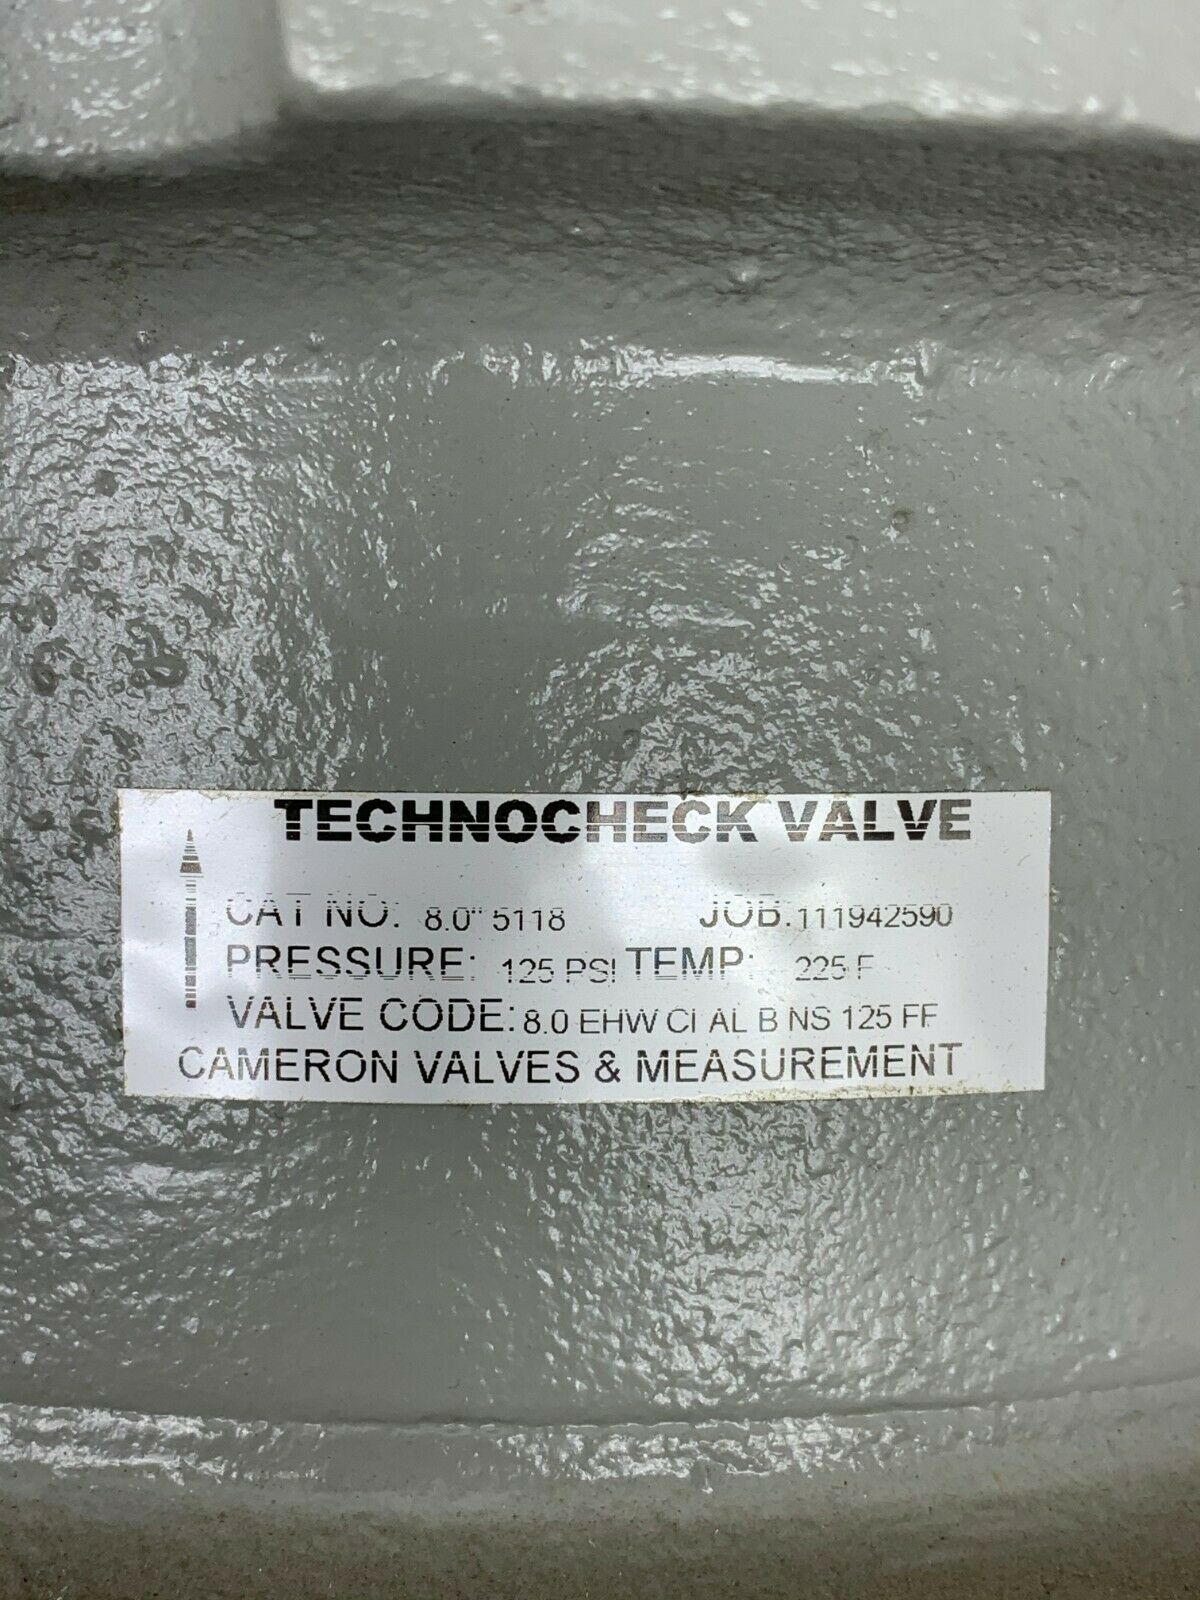 TECHNOCHECK VALVE
CAT NO: 8.0" 5118 JOB: 111942590
PRESSURE: 125 PSI TEMP: 225 F
VALVE CODE: 8.0 EHW CI AL B NS 125 FF
CAMERON VALVES & MEASUREMENT